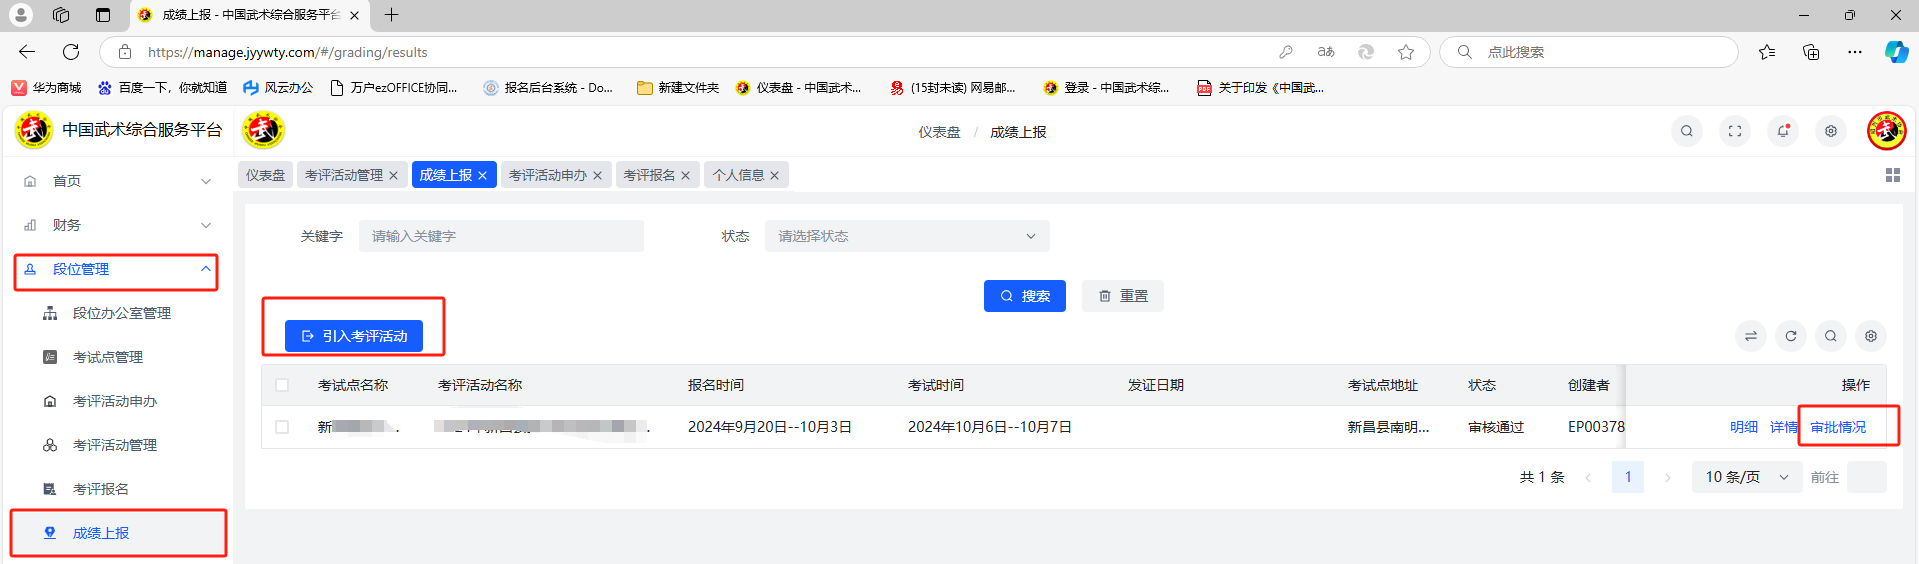 成绩上报 - 中国武术综合服务平台
https://manage.jyywty.com/#/grading/results
aあ
点此搜索
华为商城
百度一下，你就知道
风云办公
万户ezOFFICE协同...
报名后台系统 - Do...
新建文件夹
仪表盘 - 中国武术...
(15封未读) 网易邮...
登录 - 中国武术综...
关于印发《中国武...
中国武术综合服务平台
仪表盘 / 成绩上报
首页
财务
段位管理
段位办公室管理
考试点管理
考评活动申办
考评活动管理
考评报名
成绩上报
仪表盘
考评活动管理
成绩上报
考评活动申办
考评报名
个人信息
关键字 请输入关键字
状态 请选择状态
搜索
重置
引入考评活动
考试点名称 考评活动名称 报名时间 考试时间 发证日期 考试点地址 状态 创建者 操作
新 2024年9月20日--10月3日 2024年10月6日--10月7日 新昌县南明... 审核通过 EP00378 明细 详情 审批情况
共 1 条 1 10 条/页 前往